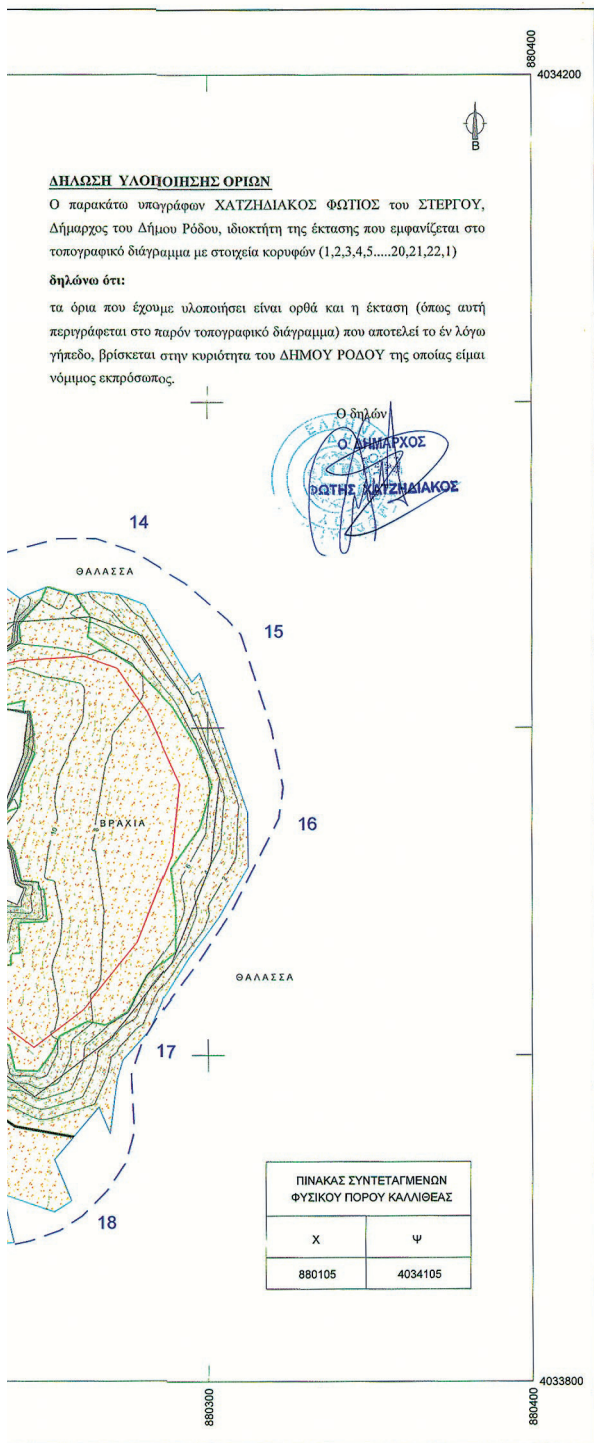 880400
4034200
Β
ΔΗΛΩΣΗ ΥΛΟΠΟΙΗΣΗΣ ΟΡΙΩΝ
Ο παρακάτω υπογράφων ΧΑΤΖΗΔΙΑΚΟΣ ΦΩΤΙΟΣ του ΣΤΕΡΓΟΥ,
Δήμαρχος του Δήμου Ρόδου, ιδιοκτήτη της έκτασης που εμφανίζεται στο
τοπογραφικό διάγραμμα με στοιχεία κορυφών (1,2,3,4,5.....20,21,22,1)
δηλώνω ότι:
τα όρια που έχουμε υλοποιήσει είναι ορθά και η έκταση (όπως αυτή
περιγράφεται στο παρόν τοπογραφικό διάγραμμα) που αποτελεί το έν λόγω
γήπεδο, βρίσκεται στην κυριότητα του ΔΗΜΟΥ ΡΟΔΟΥ της οποίας είμαι
νόμιμος εκπρόσωπος.
Ο δηλών
Ο ΔΗΜΑΡΧΟΣ
ΦΩΤΗΣ ΧΑΤΖΗΔΙΑΚΟΣ
14
ΘΑΛΑΣΣΑ
15
ΒΡΑΧΙΑ
16
ΘΑΛΑΣΣΑ
17
18
ΠΙΝΑΚΑΣ ΣΥΝΤΕΤΑΓΜΕΝΩΝ
ΦΥΣΙΚΟΥ ΠΟΡΟΥ ΚΑΛΛΙΘΕΑΣ
Χ Ψ
880105 4034105
4033800
880300
880400